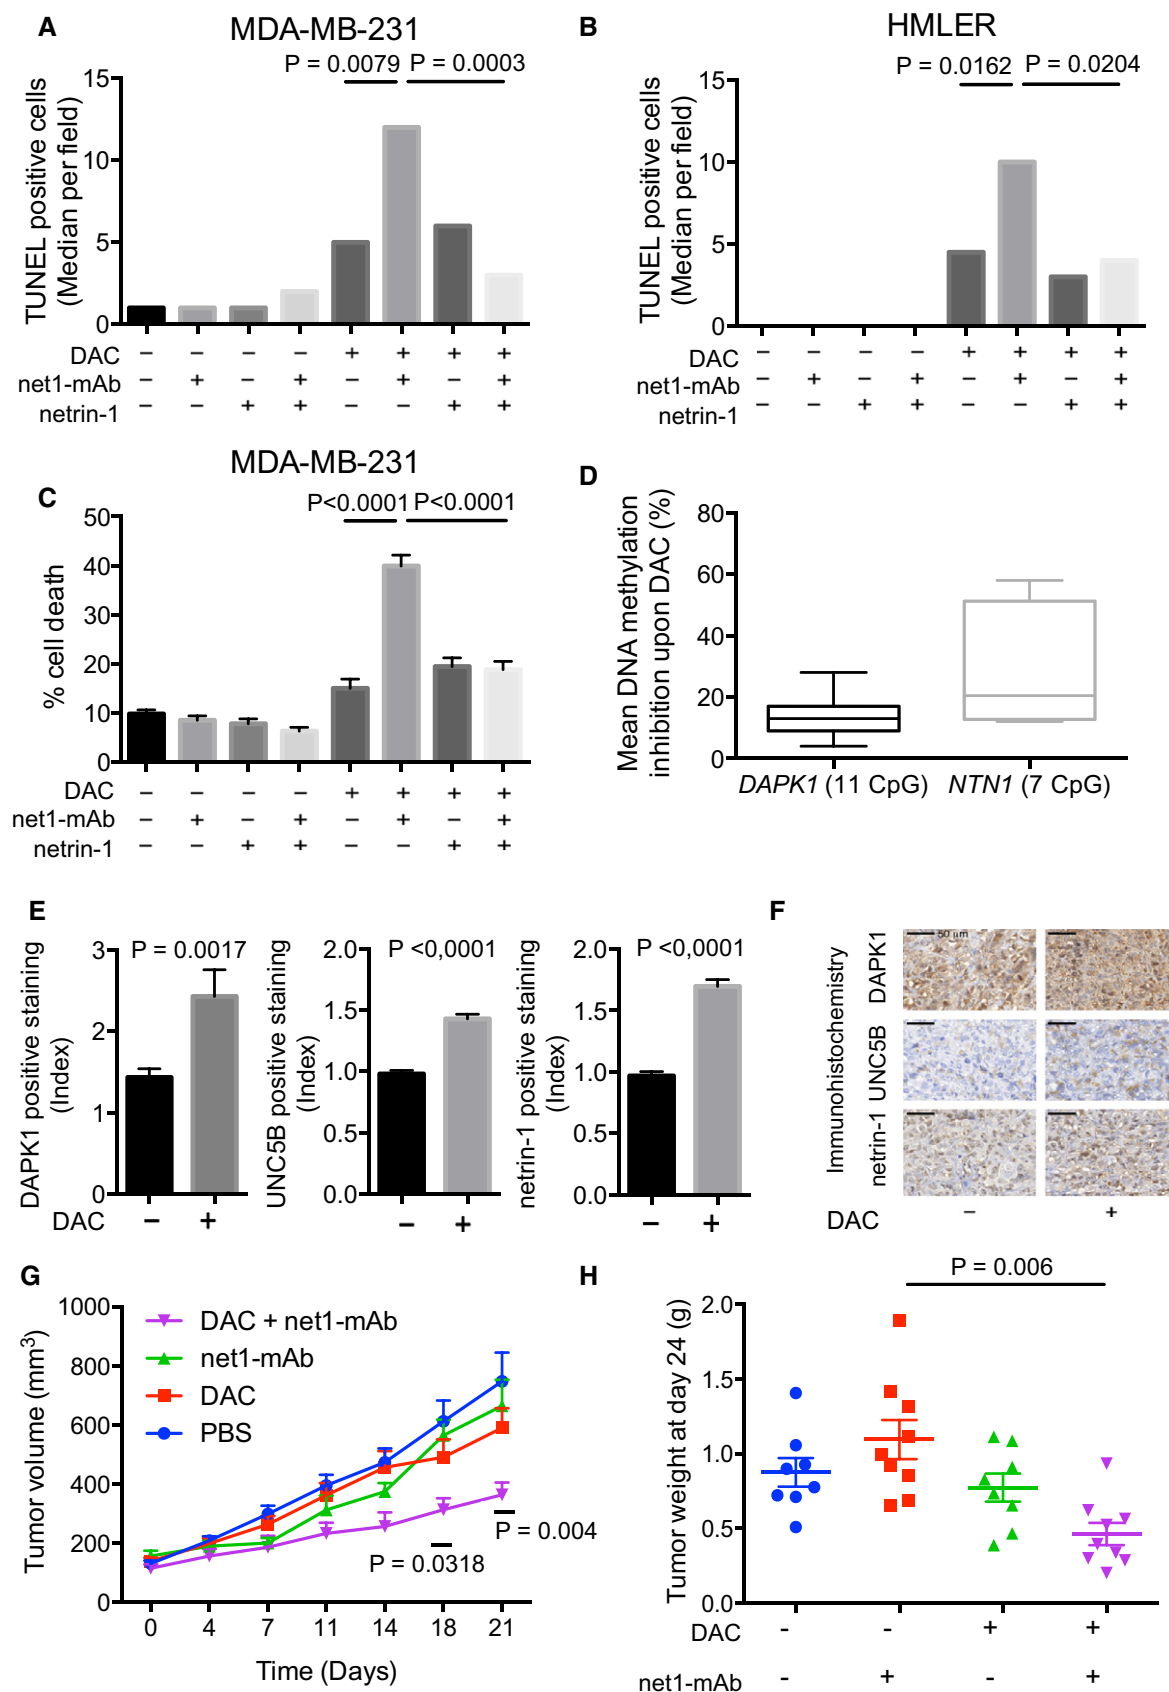 A
MDA-MB-231
P = 0.0079 P = 0.0003
TUNEL positive cells
(Median per field)
15
10
5
0
DAC – – – – + + + +
net1-mAb – + – + – + – +
netrin-1 – – + + – – + +
B
HMLER
P = 0.0162 P = 0.0204
TUNEL positive cells
(Median per field)
15
10
5
0
DAC – – – – + + + +
net1-mAb – + – + – + – +
netrin-1 – – + + – – + +
C
MDA-MB-231
P<0.0001 P<0.0001
% cell death
50
40
30
20
10
0
DAC – – – – + + + +
net1-mAb – + – + – + – +
netrin-1 – – + + – – + +
D
Mean DNA methylation
inhibition upon DAC (%)
80
60
40
20
0
DAPK1 (11 CpG) NTN1 (7 CpG)
E
DAPK1 positive staining
(Index)
P = 0.0017
3
2
1
0
DAC – +
UNC5B positive staining
(Index)
P <0,0001
2.0
1.5
1.0
0.5
0.0
– +
netrin-1 positive staining
(Index)
P <0,0001
2.0
1.5
1.0
0.5
0.0
– +
F
Immunohistochemistry
DAPK1
UNC5B
netrin-1
50 µm
DAC – +
G
Tumor volume (mm³)
1000
800
600
400
200
0
DAC + net1-mAb
net1-mAb
DAC
PBS
P = 0.004
P = 0.0318
0 4 7 11 14 18 21
Time (Days)
H
P = 0.006
Tumor weight at day 24 (g)
2.0
1.5
1.0
0.5
0.0
DAC - - + +
net1-mAb - + - +